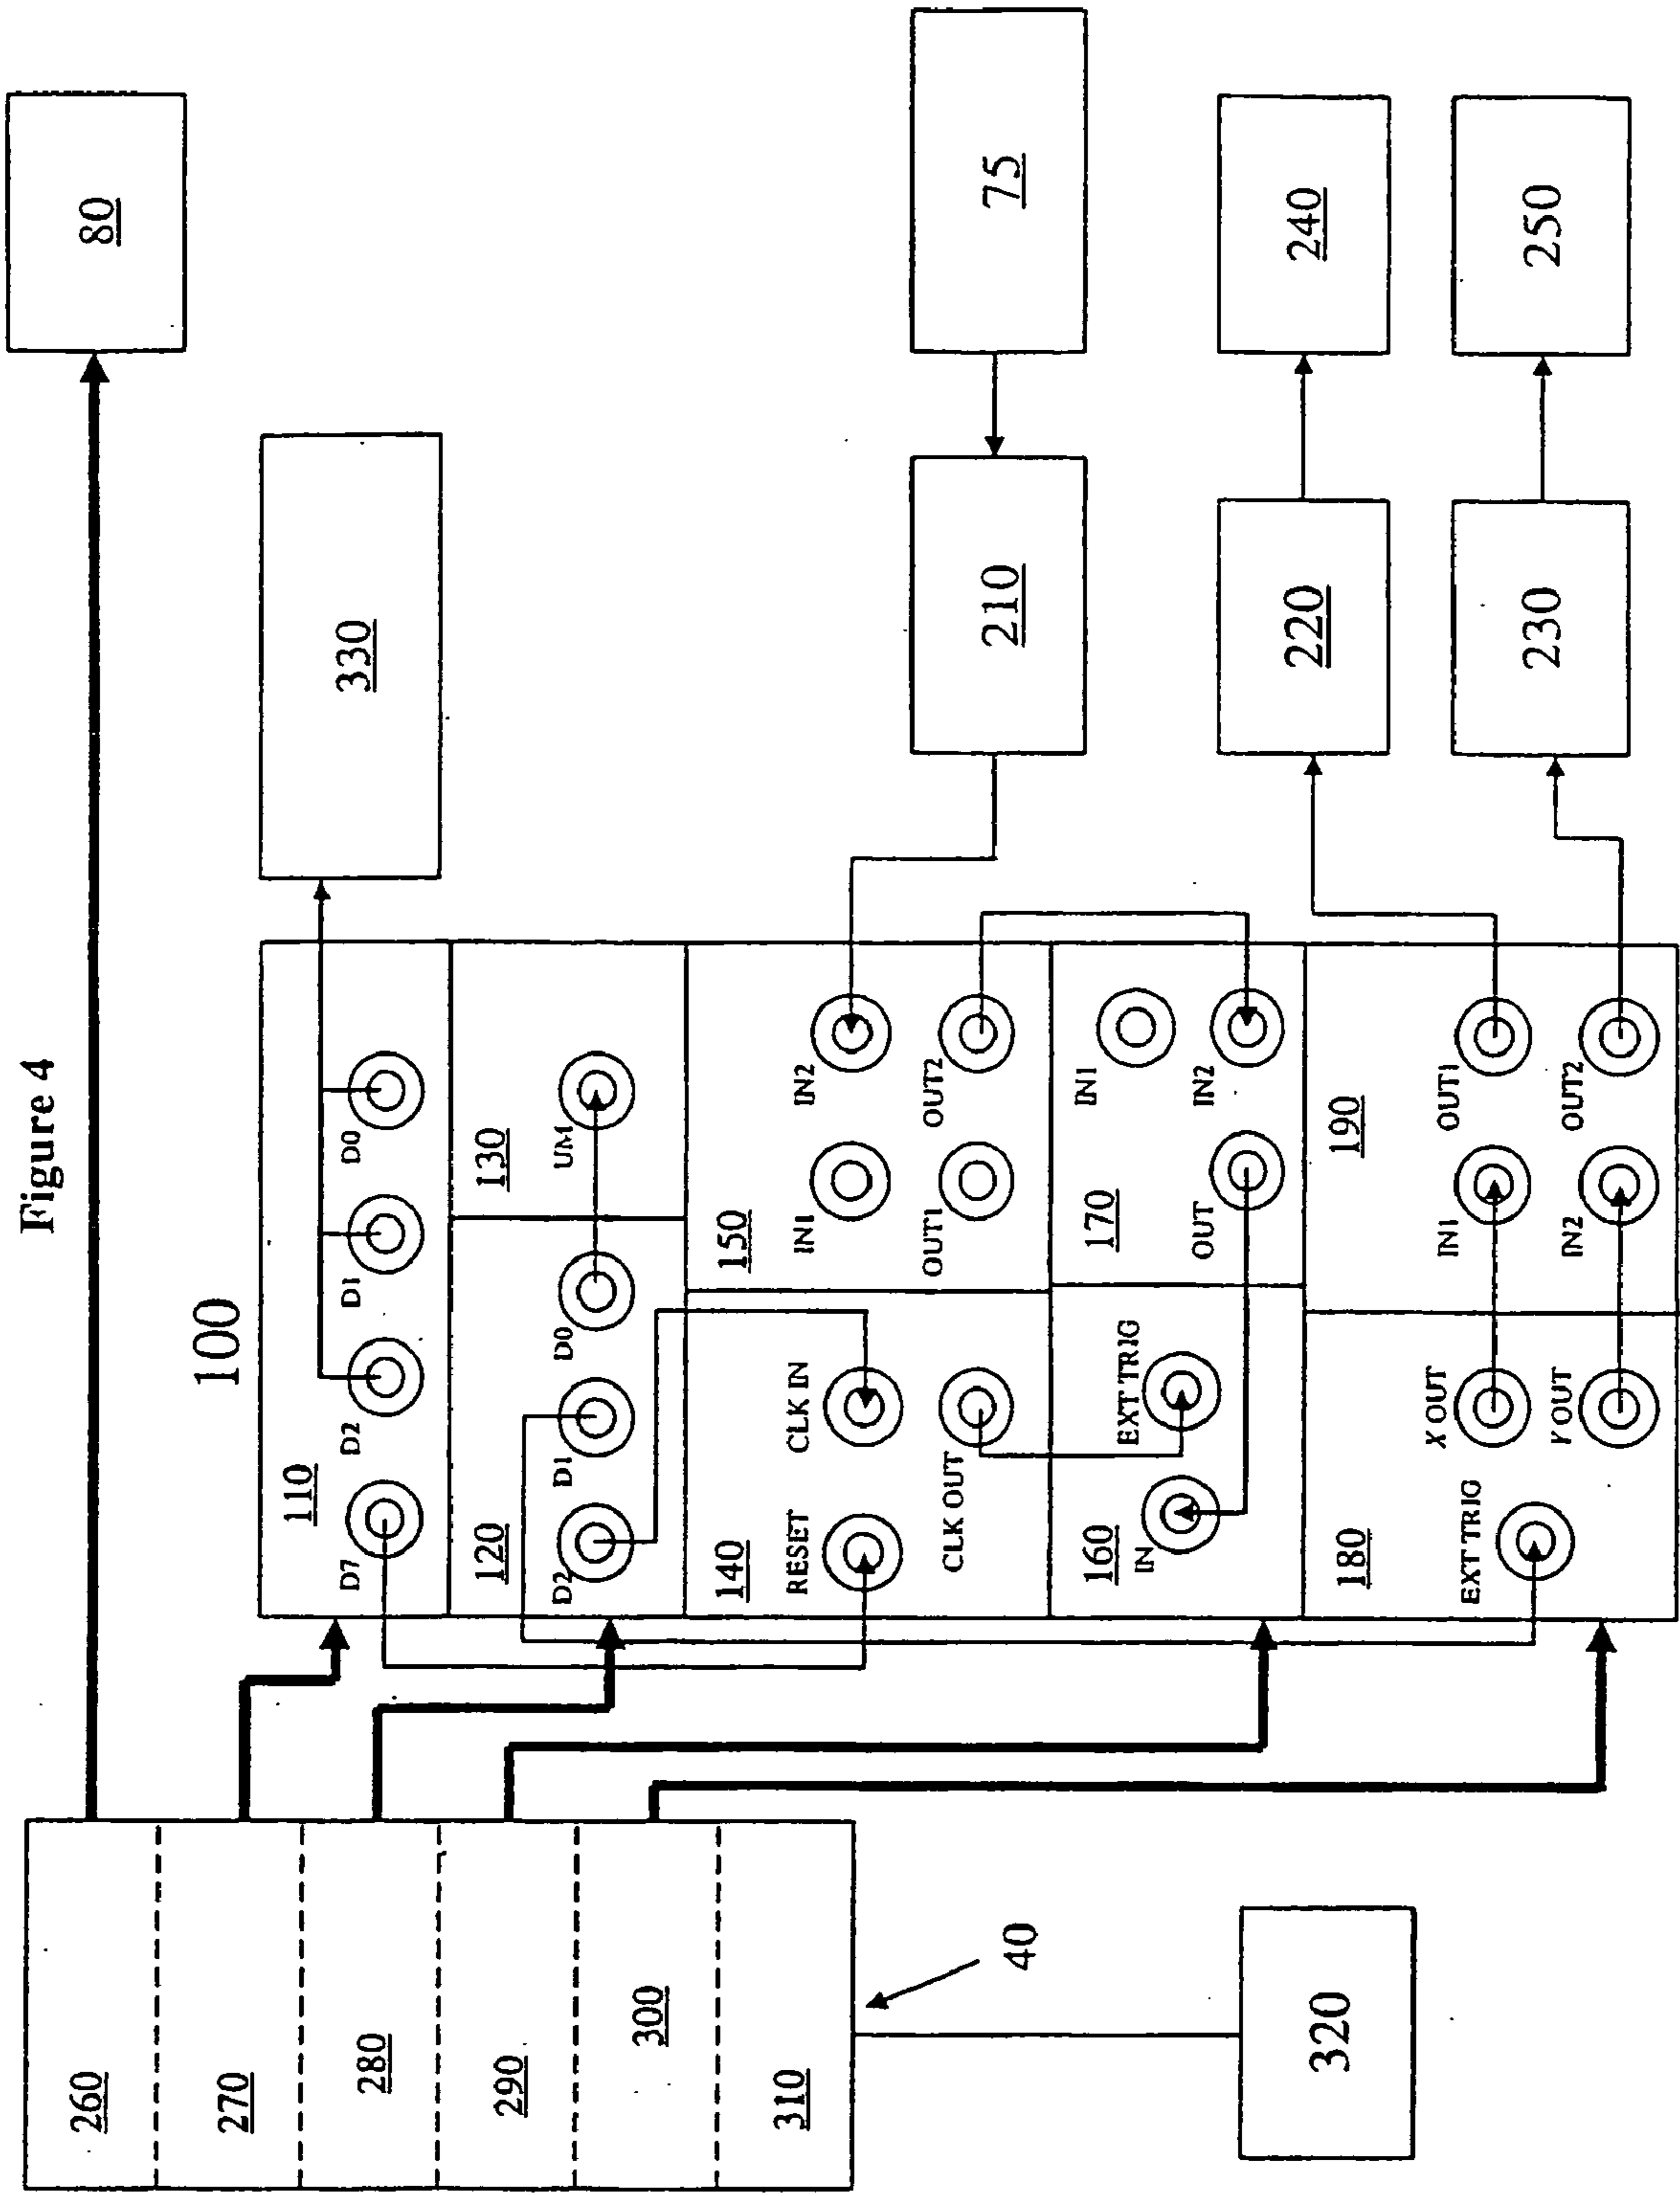 Figure 4
260
270
280
290
300
310
40
320
80
100
110
D7
D2
D1
D0
330
120
D2
D1
D0
130
UM
140
RESET
CLK IN
CLK OUT
150
IN1
IN2
OUT1
OUT2
210
75
160
IN
EXT TRIG
170
IN1
OUT
IN2
220
240
180
EXT TRIG
X OUT
Y OUT
190
IN1
OUT1
IN2
OUT2
230
250